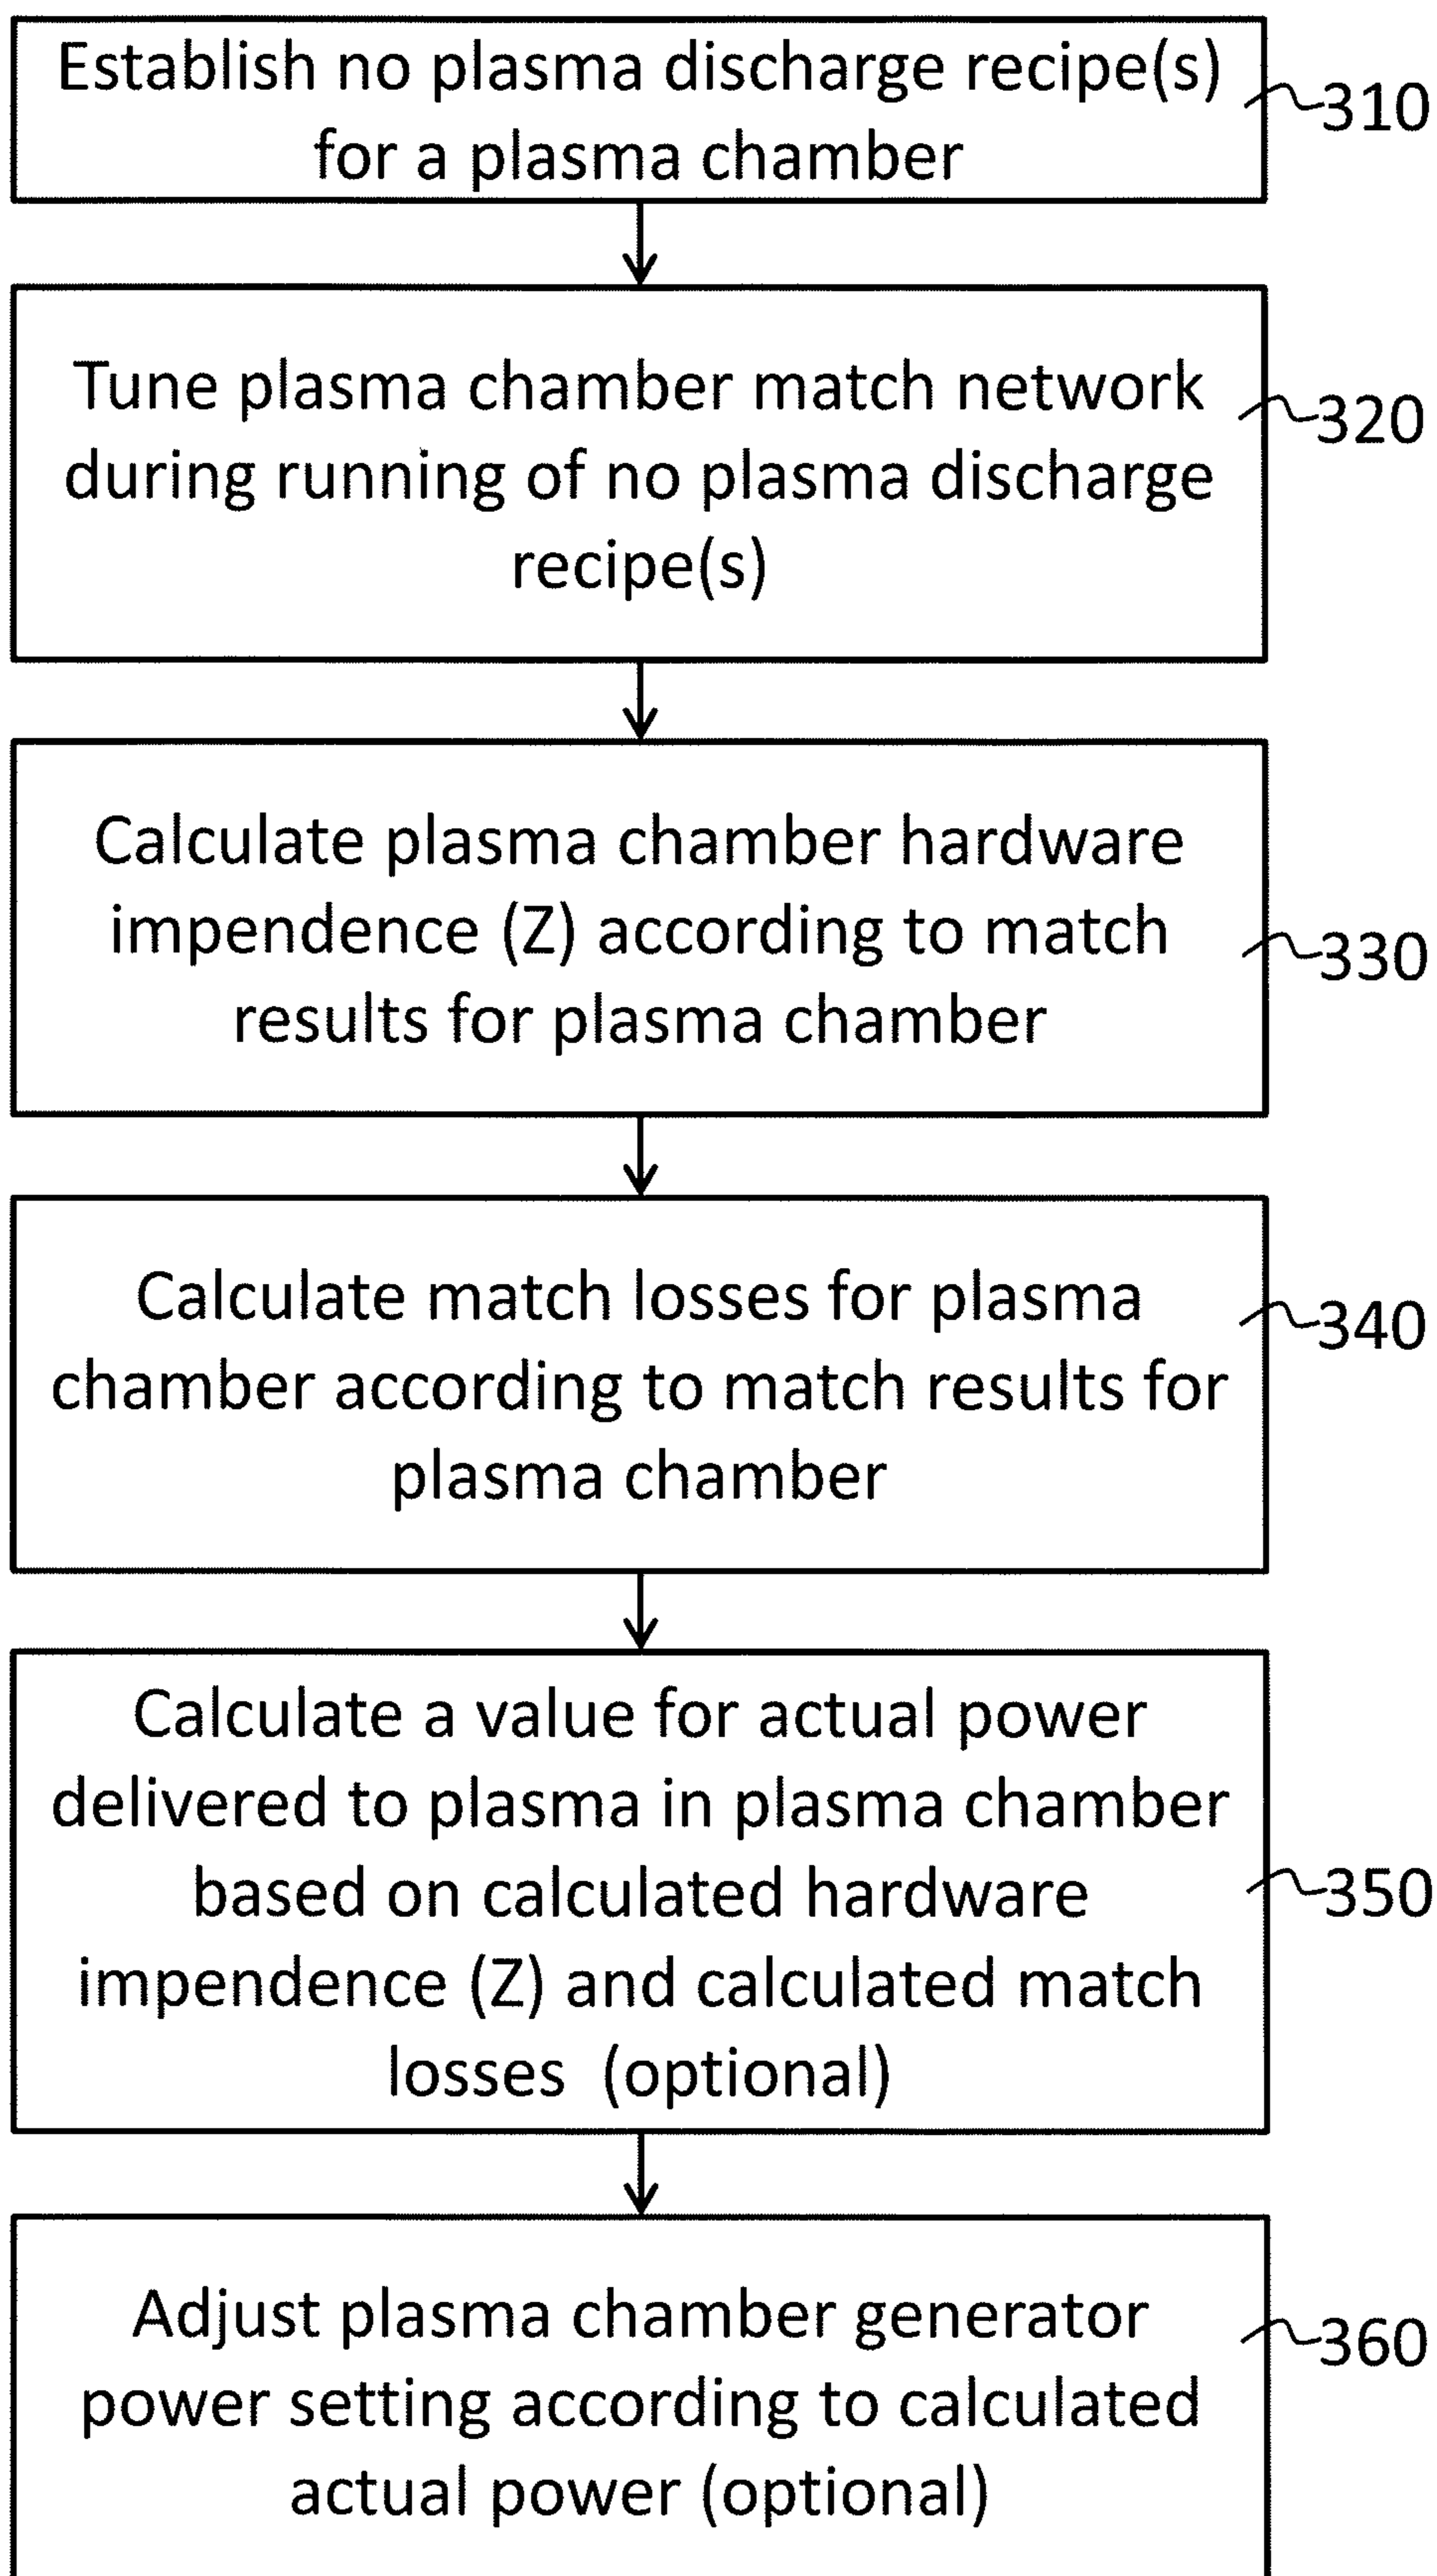 Establish no plasma discharge recipe(s)
for a plasma chamber
310
Tune plasma chamber match network
during running of no plasma discharge
recipe(s)
320
Calculate plasma chamber hardware
impendence (Z) according to match
results for plasma chamber
330
Calculate match losses for plasma
chamber according to match results for
plasma chamber
340
Calculate a value for actual power
delivered to plasma in plasma chamber
based on calculated hardware
impendence (Z) and calculated match
losses (optional)
350
Adjust plasma chamber generator
power setting according to calculated
actual power (optional)
360